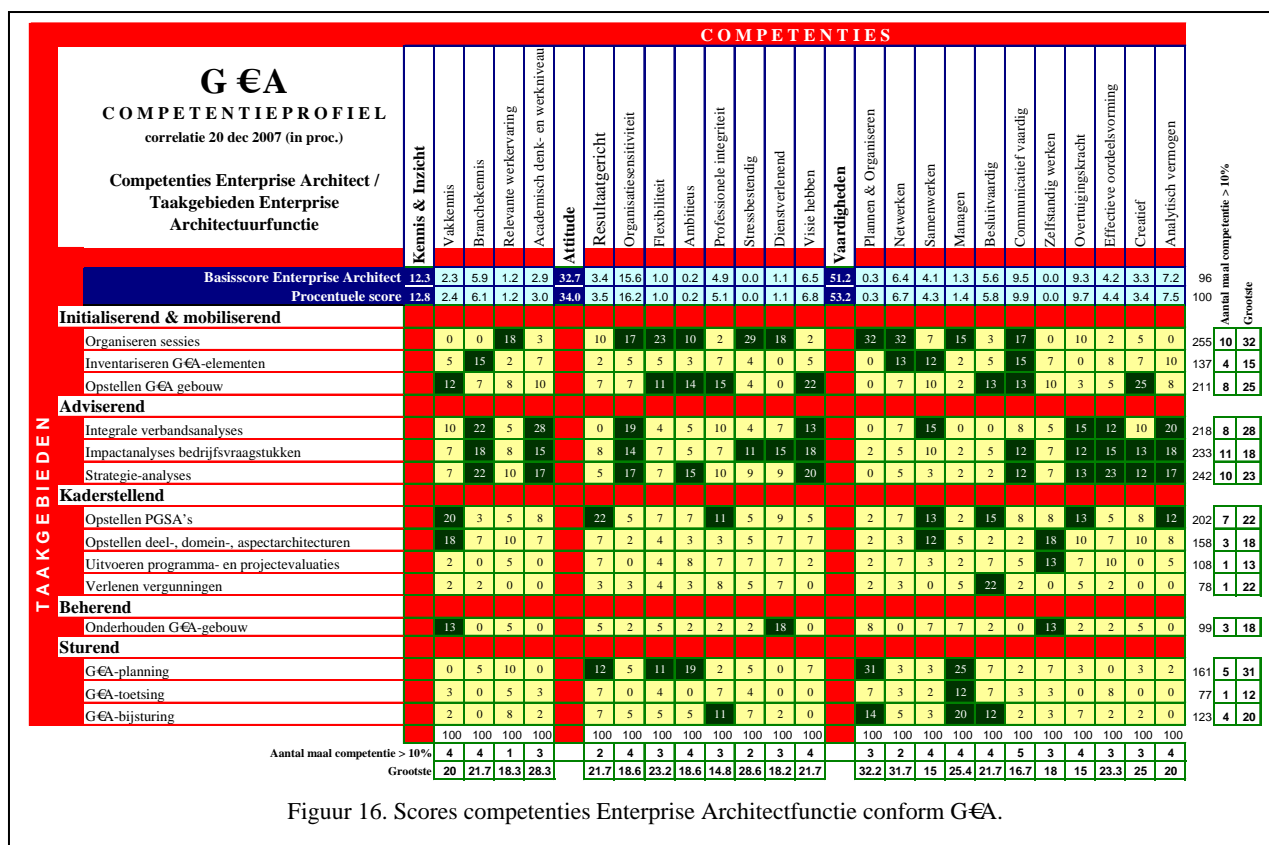 C O M P E T E N T I E S
G €A
C O M P E T E N T I E P R O F I E L
correlatie 20 dec 2007 (in proc.)
Competenties Enterprise Architect /
Taakgebieden Enterprise
Architectuurfunctie
Kennis & Inzicht
Vakkennis
Branchekennis
Relevante werkervaring
Academisch denk- en werkniveau
Attitude
Resultaatgericht
Organisatiesensitiviteit
Flexibiliteit
Ambitieus
Professionele integriteit
Stressbestendig
Dienstverlenend
Visie hebben
Vaardigheden
Plannen & Organiseren
Netwerken
Samenwerken
Managen
Besluitvaardig
Communicatief vaardig
Zelfstandig werken
Overtuigingskracht
Effectieve oordeelsvorming
Creatief
Analytisch vermogen
Aantal maal competentie > 10%
Grootste
Basisscore Enterprise Architect 12.3 2.3 5.9 1.2 2.9 32.7 3.4 15.6 1.0 0.2 4.9 0.0 1.1 6.5 51.2 0.3 6.4 4.1 1.3 5.6 9.5 0.0 9.3 4.2 3.3 7.2 96
Procentuele score 12.8 2.4 6.1 1.2 3.0 34.0 3.5 16.2 1.0 0.2 5.1 0.0 1.1 6.8 53.2 0.3 6.7 4.3 1.4 5.8 9.9 0.0 9.7 4.4 3.4 7.5 100
T A A K G E B I E D E N
Initialiserend & mobiliserend
Organiseren sessies 0 0 18 3 10 17 23 10 2 29 18 2 32 32 7 15 3 17 0 10 2 5 0 255 10 32
Inventariseren G€A-elementen 5 15 2 7 2 5 5 3 7 4 0 5 0 13 12 2 5 15 7 0 8 7 10 137 4 15
Opstellen G€A gebouw 12 7 8 10 7 7 11 14 15 4 0 22 0 7 10 2 13 13 10 3 5 25 8 211 8 25
Adviserend
Integrale verbandsanalyses 10 22 5 28 0 19 4 5 10 4 7 13 0 7 15 0 0 8 5 15 12 10 20 218 8 28
Impactanalyses bedrijfsvraagstukken 7 18 8 15 8 14 7 5 7 11 15 18 2 5 10 2 5 12 7 12 15 13 18 233 11 18
Strategie-analyses 7 22 10 17 5 17 5 15 10 9 9 20 0 5 3 2 2 12 7 13 23 12 17 242 10 23
Kaderstellend
Opstellen PGSA's 20 3 5 8 22 5 7 7 11 5 9 5 2 7 13 2 15 8 8 13 5 8 12 202 7 22
Opstellen deel-, domein-, aspectarchitecturen 18 7 10 7 7 2 4 3 3 5 7 7 2 2 12 5 2 2 18 10 7 10 8 158 3 18
Uitvoeren programma- en projectevaluaties 2 0 5 0 7 0 4 8 7 7 7 2 2 7 3 2 7 5 13 7 10 0 5 108 1 13
Verlenen vergunningen 2 2 0 0 3 3 4 3 8 5 7 0 2 3 0 5 22 2 0 5 2 0 0 78 1 22
Beherend
Onderhouden G€A-gebouw 13 0 5 0 5 2 5 2 2 2 18 0 8 0 7 7 2 0 13 2 2 5 0 99 3 18
Sturend
G€A-planning 0 5 10 0 12 5 11 19 2 5 0 7 31 3 3 25 7 2 7 3 0 3 2 161 5 31
G€A-toetsing 3 0 5 3 7 0 4 0 7 4 0 0 7 3 2 12 7 3 3 0 8 0 0 77 1 12
G€A-bijsturing 2 0 8 2 7 5 5 5 11 7 2 0 14 5 3 20 12 2 3 7 2 2 0 123 4 20
100 100 100 100 100 100 100 100 100 100 100 100 100 100 100 100 100 100 100 100 100 100 100
Aantal maal competentie > 10% 4 4 1 3 2 4 3 4 3 2 3 4 3 2 4 4 4 5 3 4 3 3 4
Grootste 20 21.7 18.3 28.3 21.7 18.6 23.2 18.6 14.8 28.6 18.2 21.7 32.2 31.7 15 25.4 21.7 16.7 18 15 23.3 25 20
Figuur 16. Scores competenties Enterprise Architectfunctie conform G€A.